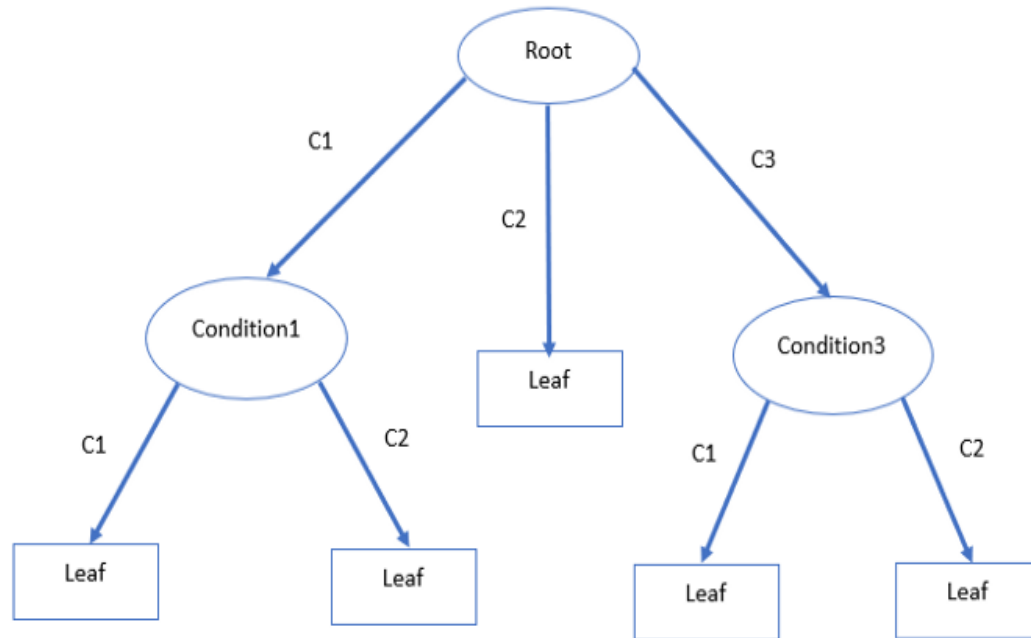 Root
C1
C3
C2
Condition1
Condition3
Leaf
C1
C2
C1
C2
Leaf
Leaf
Leaf
Leaf